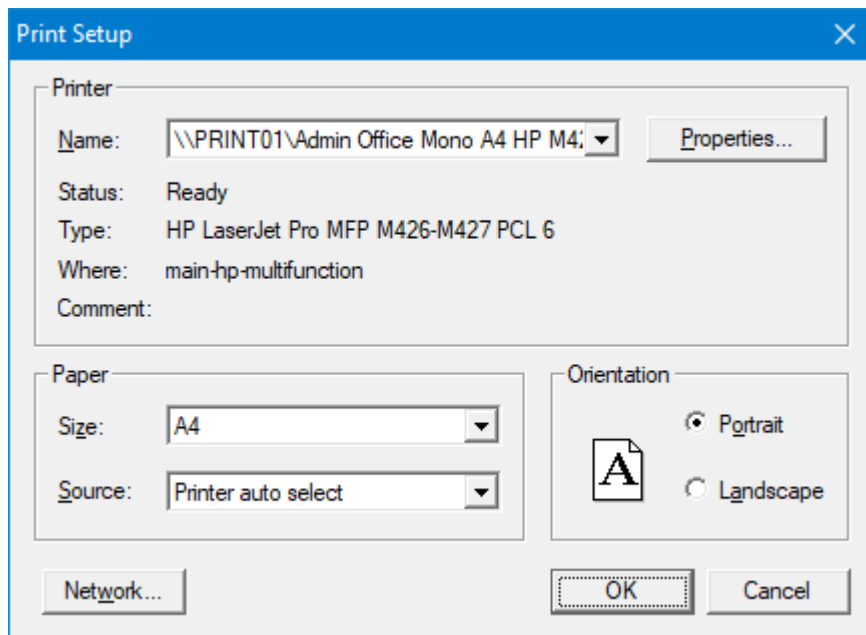 Print Setup
Printer
Name: \\PRINT01\Admin Office Mono A4 HP M42 Properties...
Status: Ready
Type: HP LaserJet Pro MFP M426-M427 PCL 6
Where: main-hp-multifunction
Comment:
Paper
Size: A4
Source: Printer auto select
Orientation
A
Portrait
Landscape
Network... OK Cancel